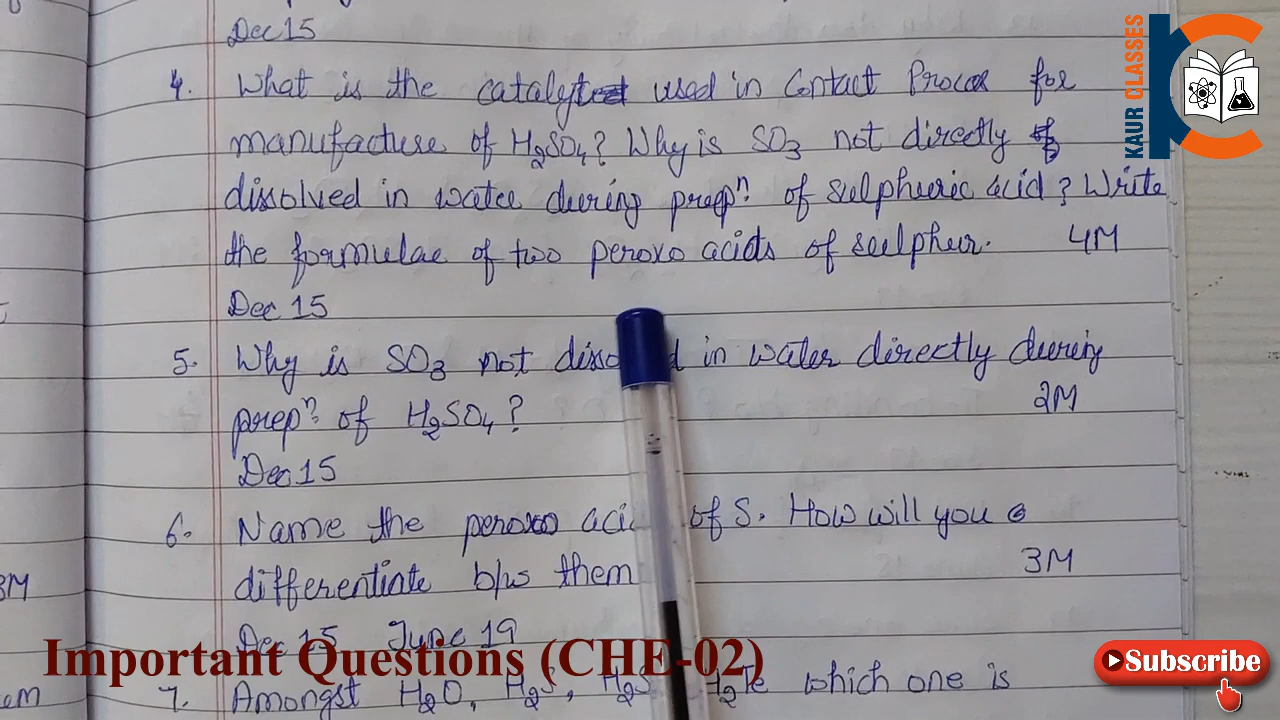 Dec 15
4. What is the catalyst used in Contact Process for
manufacture of H2SO4? Why is SO3 not directly
dissolved in water during prepn. of sulphuric acid? Write
the formulae of two peroxo acids of sulphur. 4M
Dec 15
5. Why is SO3 not in water directly during
prepn. of H2SO4? 2M
Dec 15
6. Name the peroxo of S. How will you
differentiate b/w them 3M
Dec 15 June 19
7. Amongst H2O, H2S, which one is
3M
em
KAUR CLASSES
Important Questions (CHE-02)
Subscribe